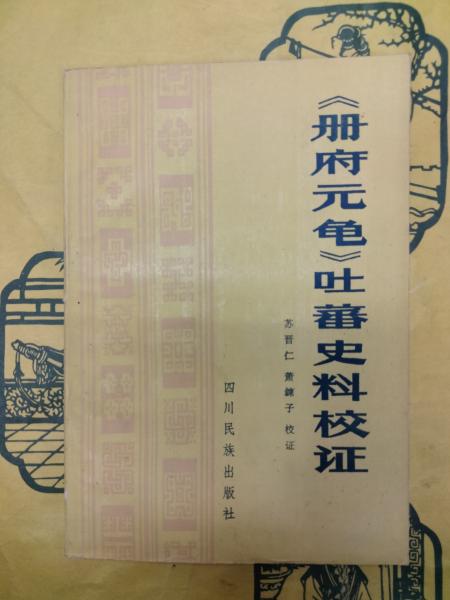 《册府元龟》吐蕃史料校证
苏晋仁 萧鍊子 校证
四川民族出版社